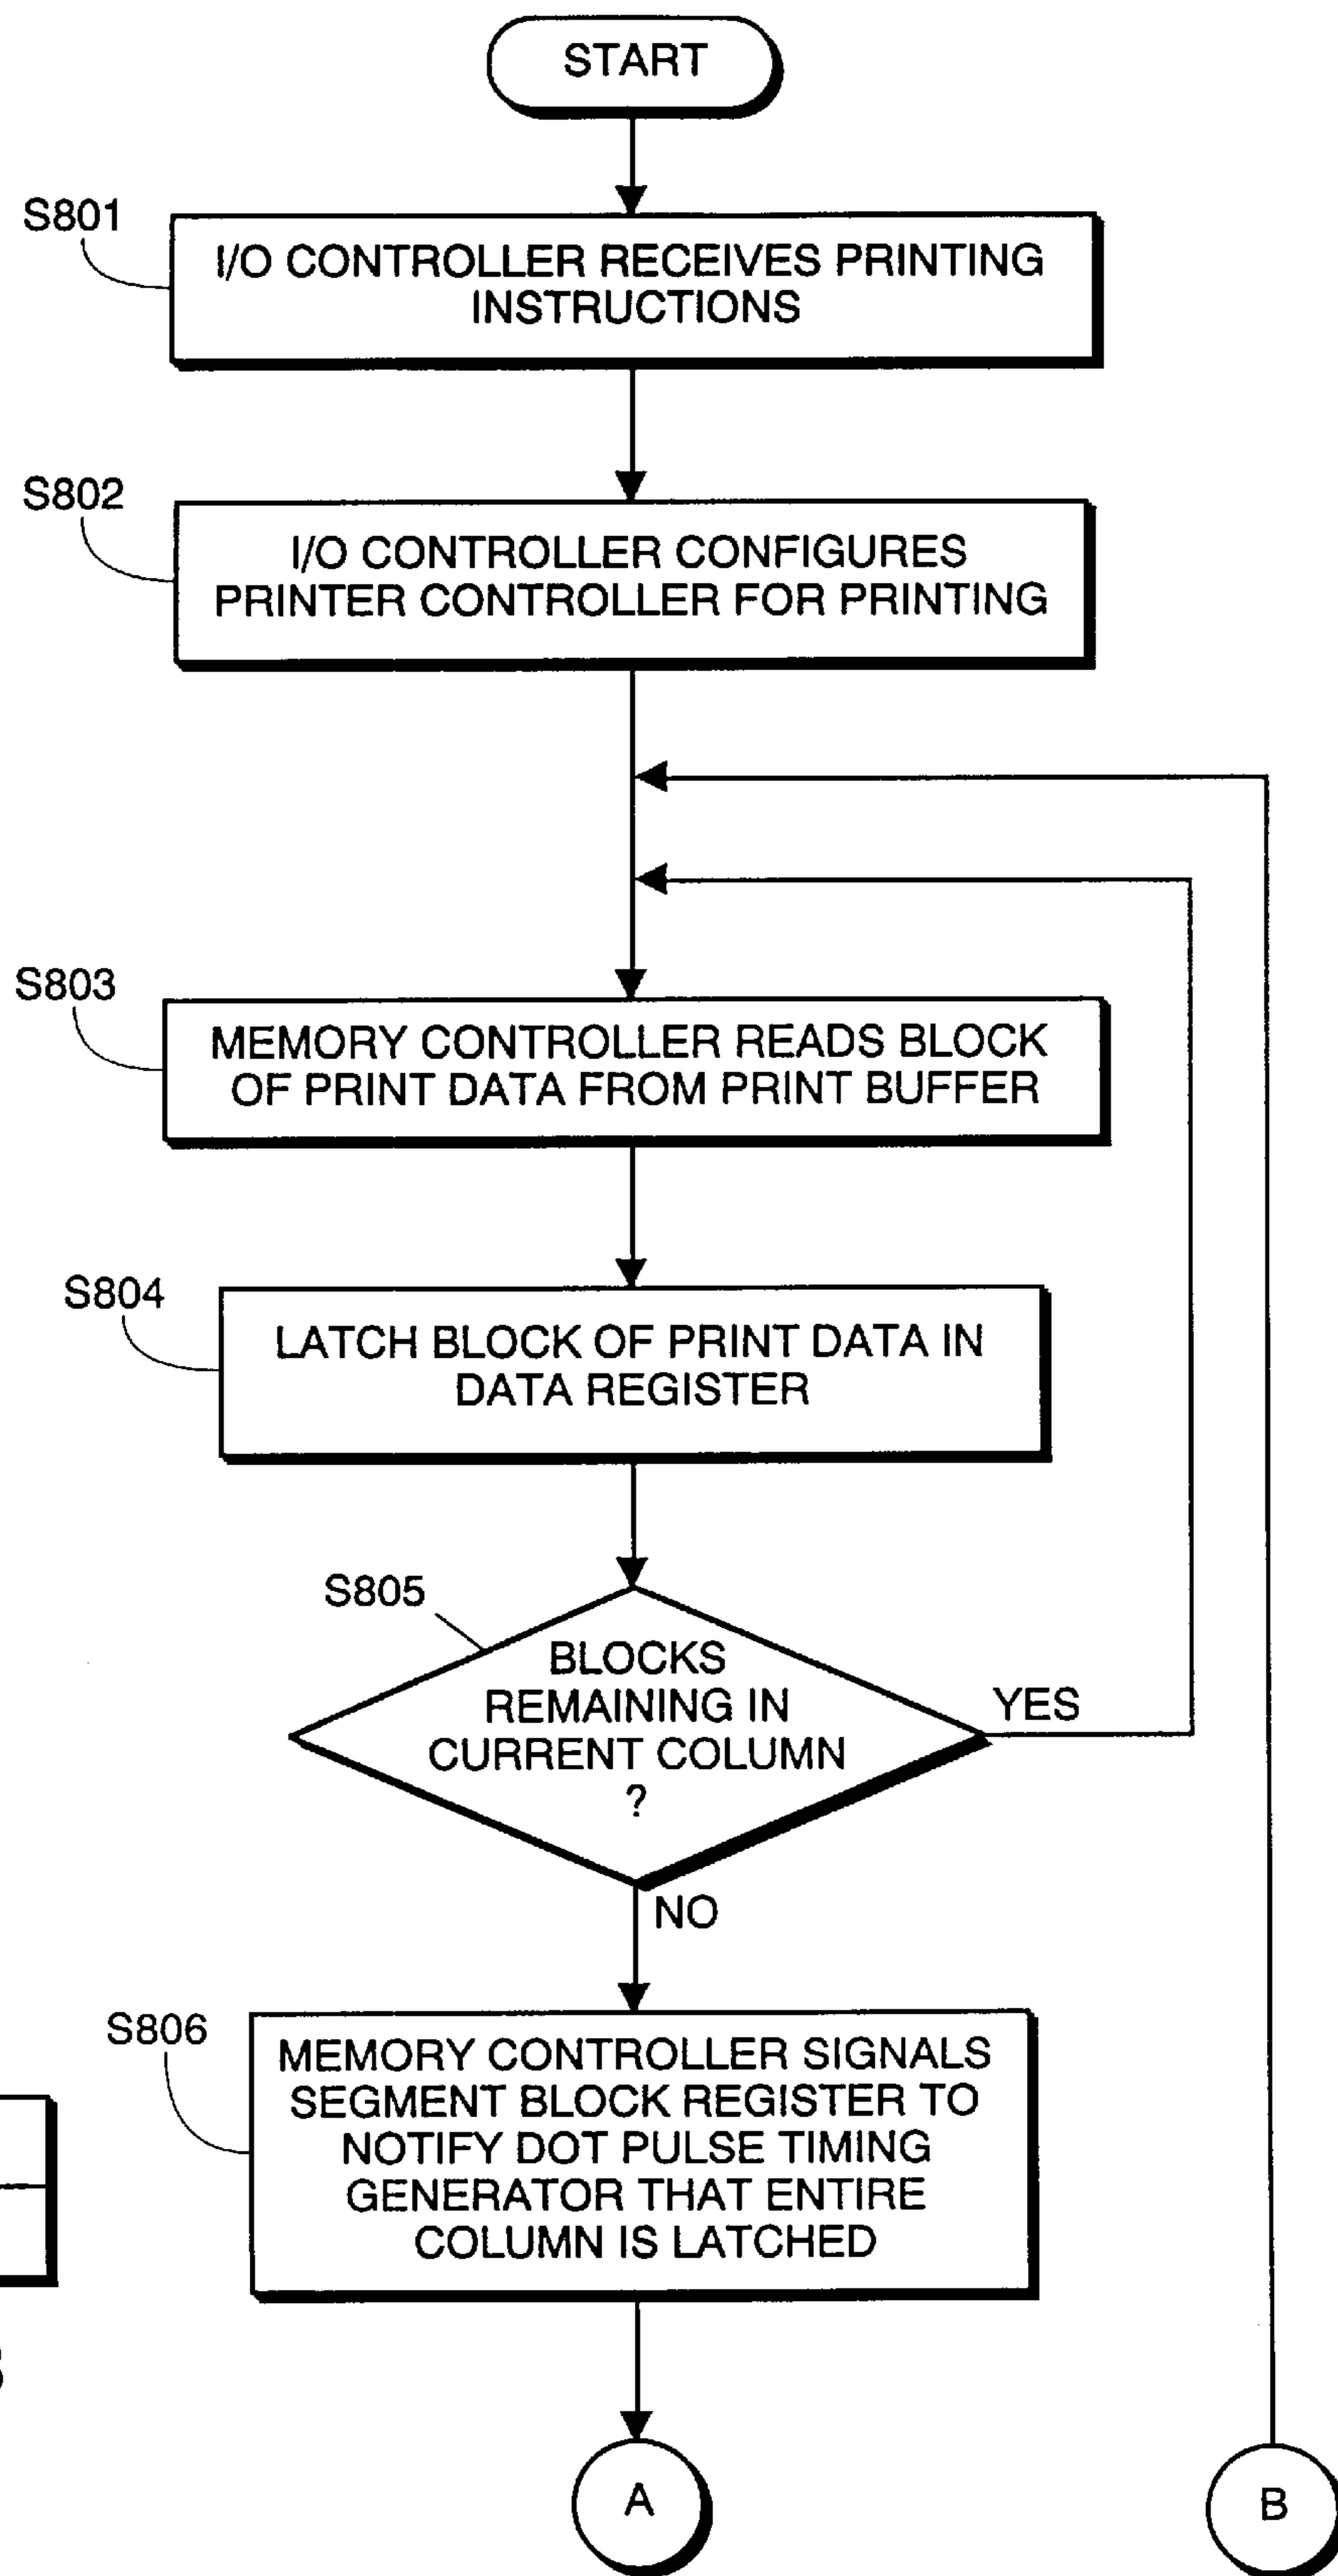 START
S801
I/O CONTROLLER RECEIVES PRINTING
INSTRUCTIONS
S802
I/O CONTROLLER CONFIGURES
PRINTER CONTROLLER FOR PRINTING
S803
MEMORY CONTROLLER READS BLOCK
OF PRINT DATA FROM PRINT BUFFER
S804
LATCH BLOCK OF PRINT DATA IN
DATA REGISTER
S805
BLOCKS
REMAINING IN
CURRENT COLUMN
?
YES
NO
S806
MEMORY CONTROLLER SIGNALS
SEGMENT BLOCK REGISTER TO
NOTIFY DOT PULSE TIMING
GENERATOR THAT ENTIRE
COLUMN IS LATCHED
A
B